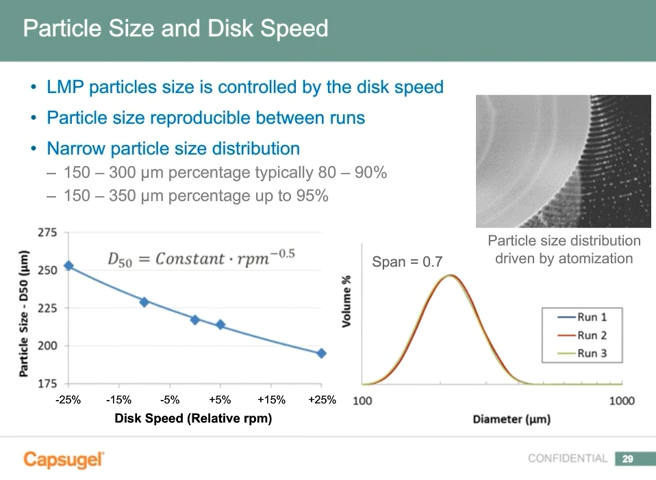 Particle Size and Disk Speed
• LMP particles size is controlled by the disk speed
• Particle size reproducible between runs
• Narrow particle size distribution
– 150 – 300 µm percentage typically 80 – 90%
– 150 – 350 µm percentage up to 95%
Particle size distribution
driven by atomization
Particle Size - D50 (µm)
275
250
225
200
175
D₅₀ = Constant · rpm⁻⁰·⁵
-25% -15% -5% +5% +15% +25%
Disk Speed (Relative rpm)
Volume %
Span = 0.7
Run 1
Run 2
Run 3
100 1000
Diameter (µm)
Capsugel
CONFIDENTIAL 29